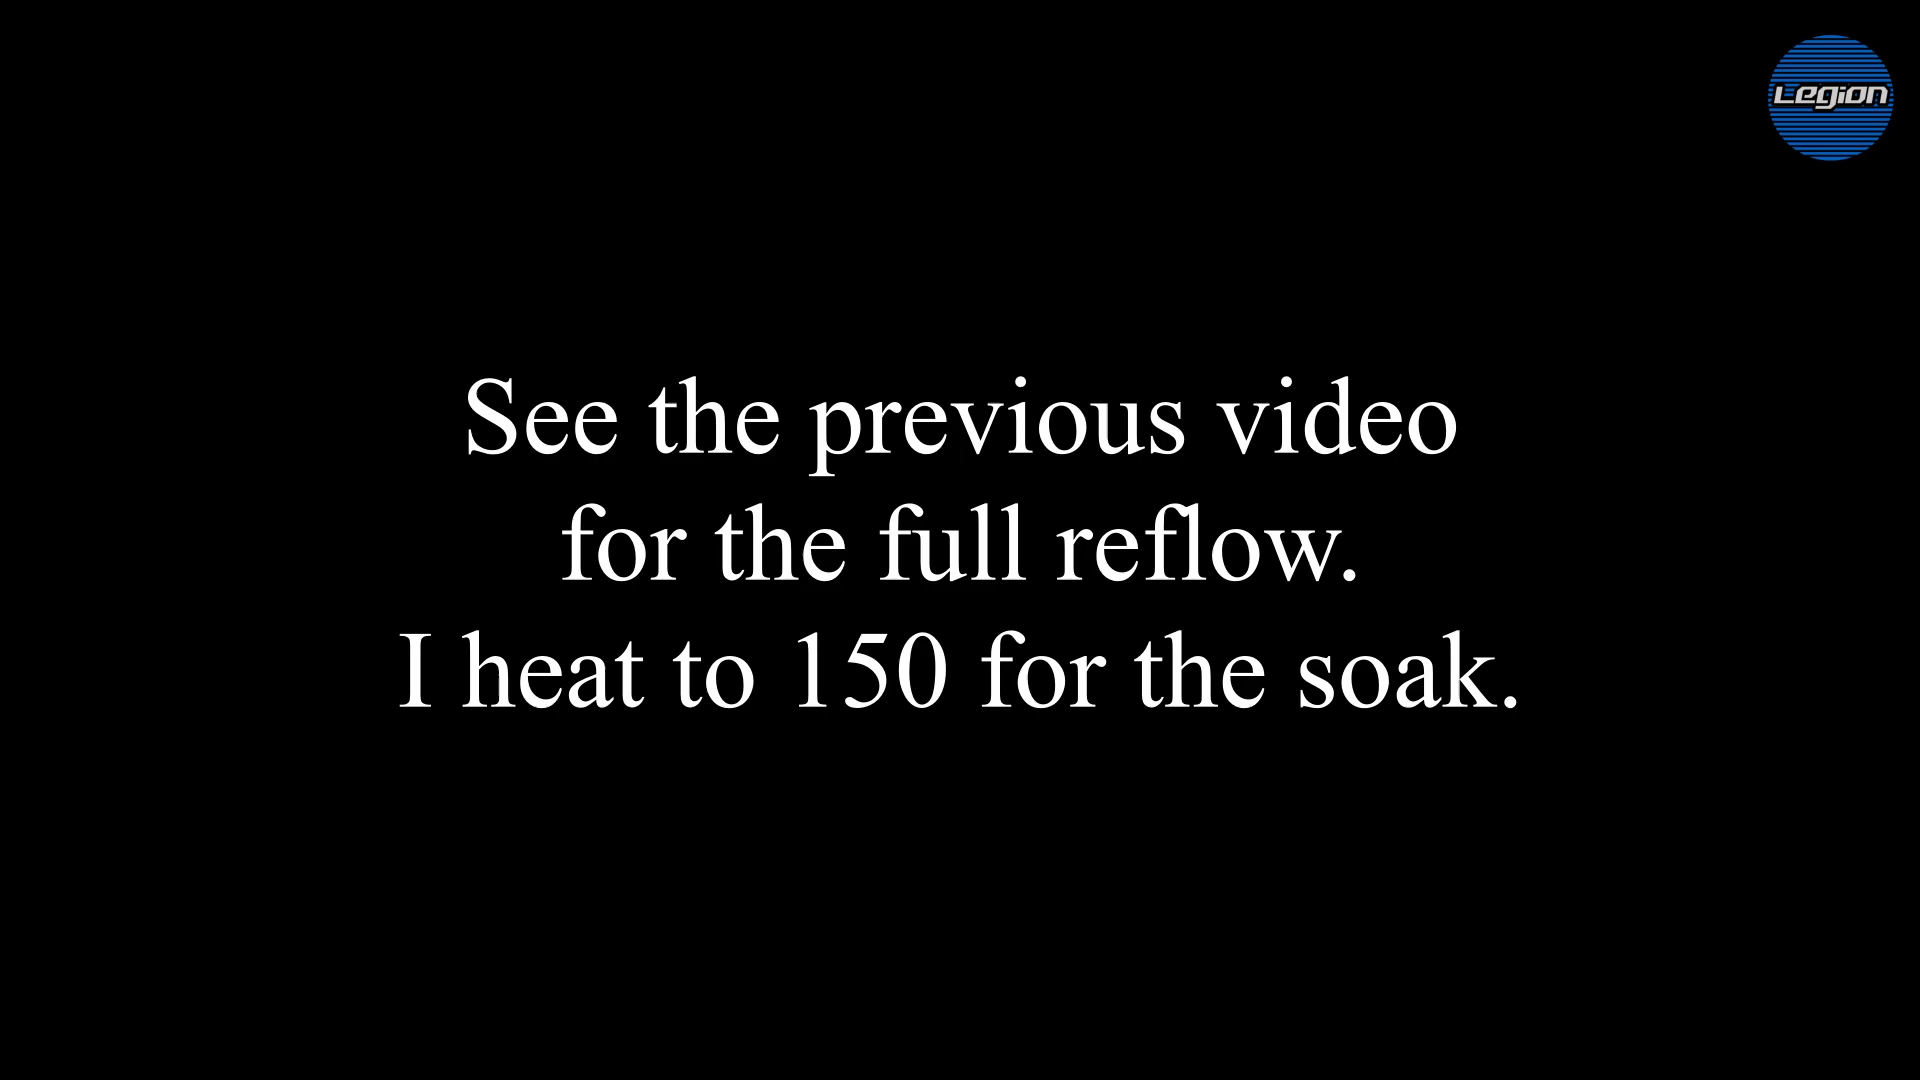 Legion
See the previous video
for the full reflow.
I heat to 150 for the soak.